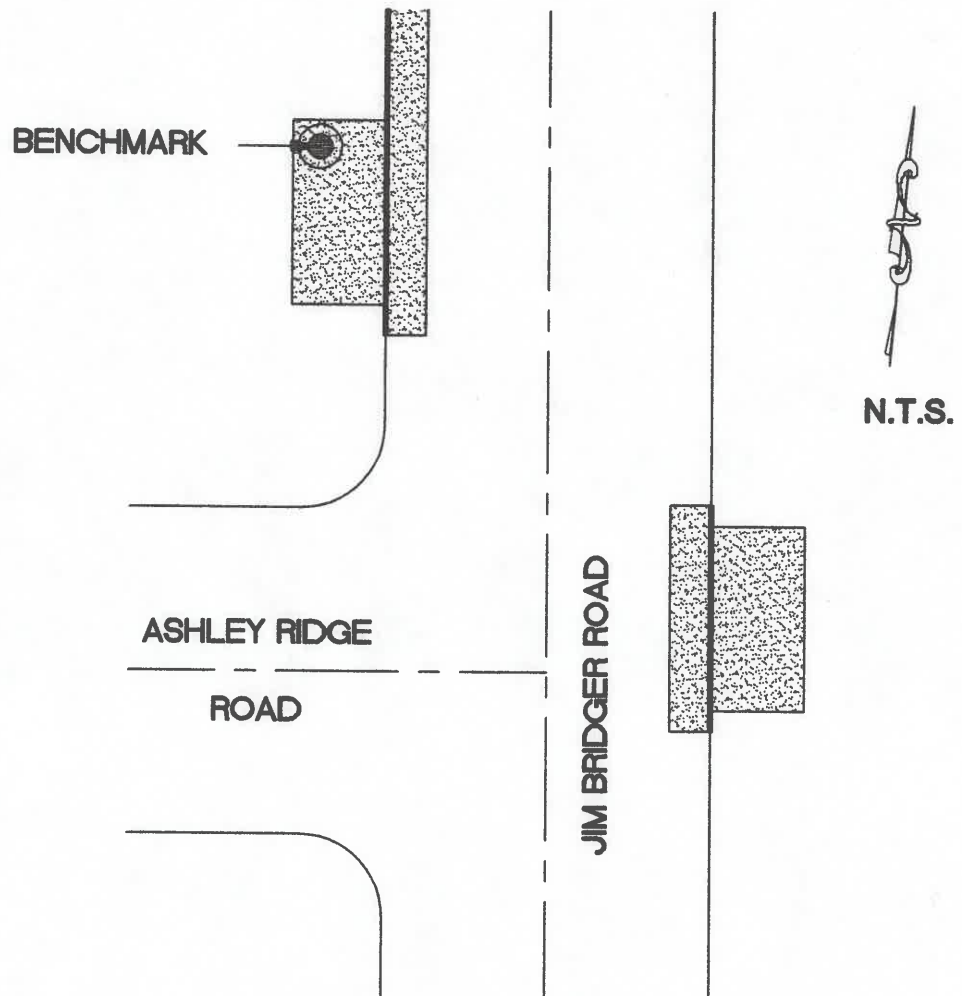 BENCHMARK
N.T.S.
ASHLEY RIDGE
ROAD
JIM BRIDGER ROAD